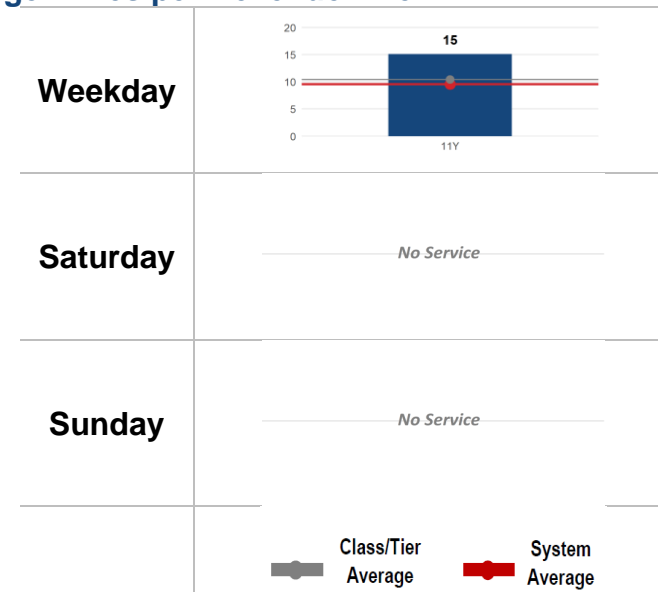 Weekday
20
15
10
5
0
15
11Y
Saturday
No Service
Sunday
No Service
Class/Tier
Average
System
Average